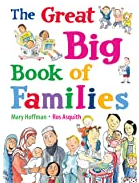 The Great
Big
Book of
Families
Mary Hoffman • Ros Asquith